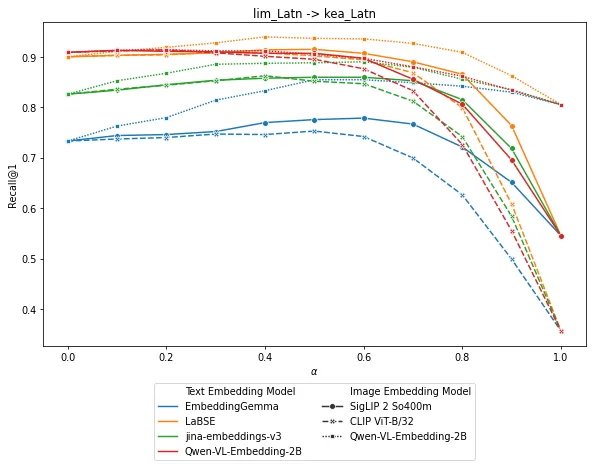 lim_Latn -> kea_Latn
Recall@1
0.9
0.8
0.7
0.6
0.5
0.4
0.0 0.2 0.4 0.6 0.8 1.0
α
Text Embedding Model Image Embedding Model
EmbeddingGemma SigLIP 2 So400m
LaBSE CLIP ViT-B/32
jina-embeddings-v3 Qwen-VL-Embedding-2B
Qwen-VL-Embedding-2B